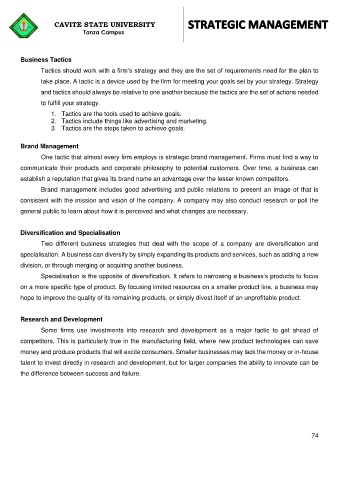 CAVITE STATE UNIVERSITY
Tanza Campus
STRATEGIC MANAGEMENT
Business Tactics
Tactics should work with a firm's strategy and they are the set of requirements need for the plan to
take place. A tactic is a device used by the firm for meeting your goals set by your strategy. Strategy
and tactics should always be relative to one another because the tactics are the set of actions needed
to fulfill your strategy.
1. Tactics are the tools used to achieve goals.
2. Tactics include things like advertising and marketing.
3. Tactics are the steps taken to achieve goals.
Brand Management
One tactic that almost every firm employs is strategic brand management. Firms must find a way to
communicate their products and corporate philosophy to potential customers. Over time, a business can
establish a reputation that gives its brand name an advantage over the lesser known competitors.
Brand management includes good advertising and public relations to present an image of that is
consistent with the mission and vision of the company. A company may also conduct research or poll the
general public to learn about how it is perceived and what changes are necessary.
Diversification and Specialisation
Two different business strategies that deal with the scope of a company are diversification and
specialisation. A business can diversify by simply expanding its products and services, such as adding a new
division, or through merging or acquiring another business.
Specialisation is the opposite of diversification. It refers to narrowing a business's products to focus
on a more specific type of product. By focusing limited resources on a smaller product line, a business may
hope to improve the quality of its remaining products, or simply divest itself of an unprofitable product.
Research and Development
Some firms use investments into research and development as a major tactic to get ahead of
competitors. This is particularly true in the manufacturing field, where new product technologies can save
money and produce products that will excite consumers. Smaller businesses may lack the money or in-house
talent to invest directly in research and development, but for larger companies the ability to innovate can be
the difference between success and failure.
74